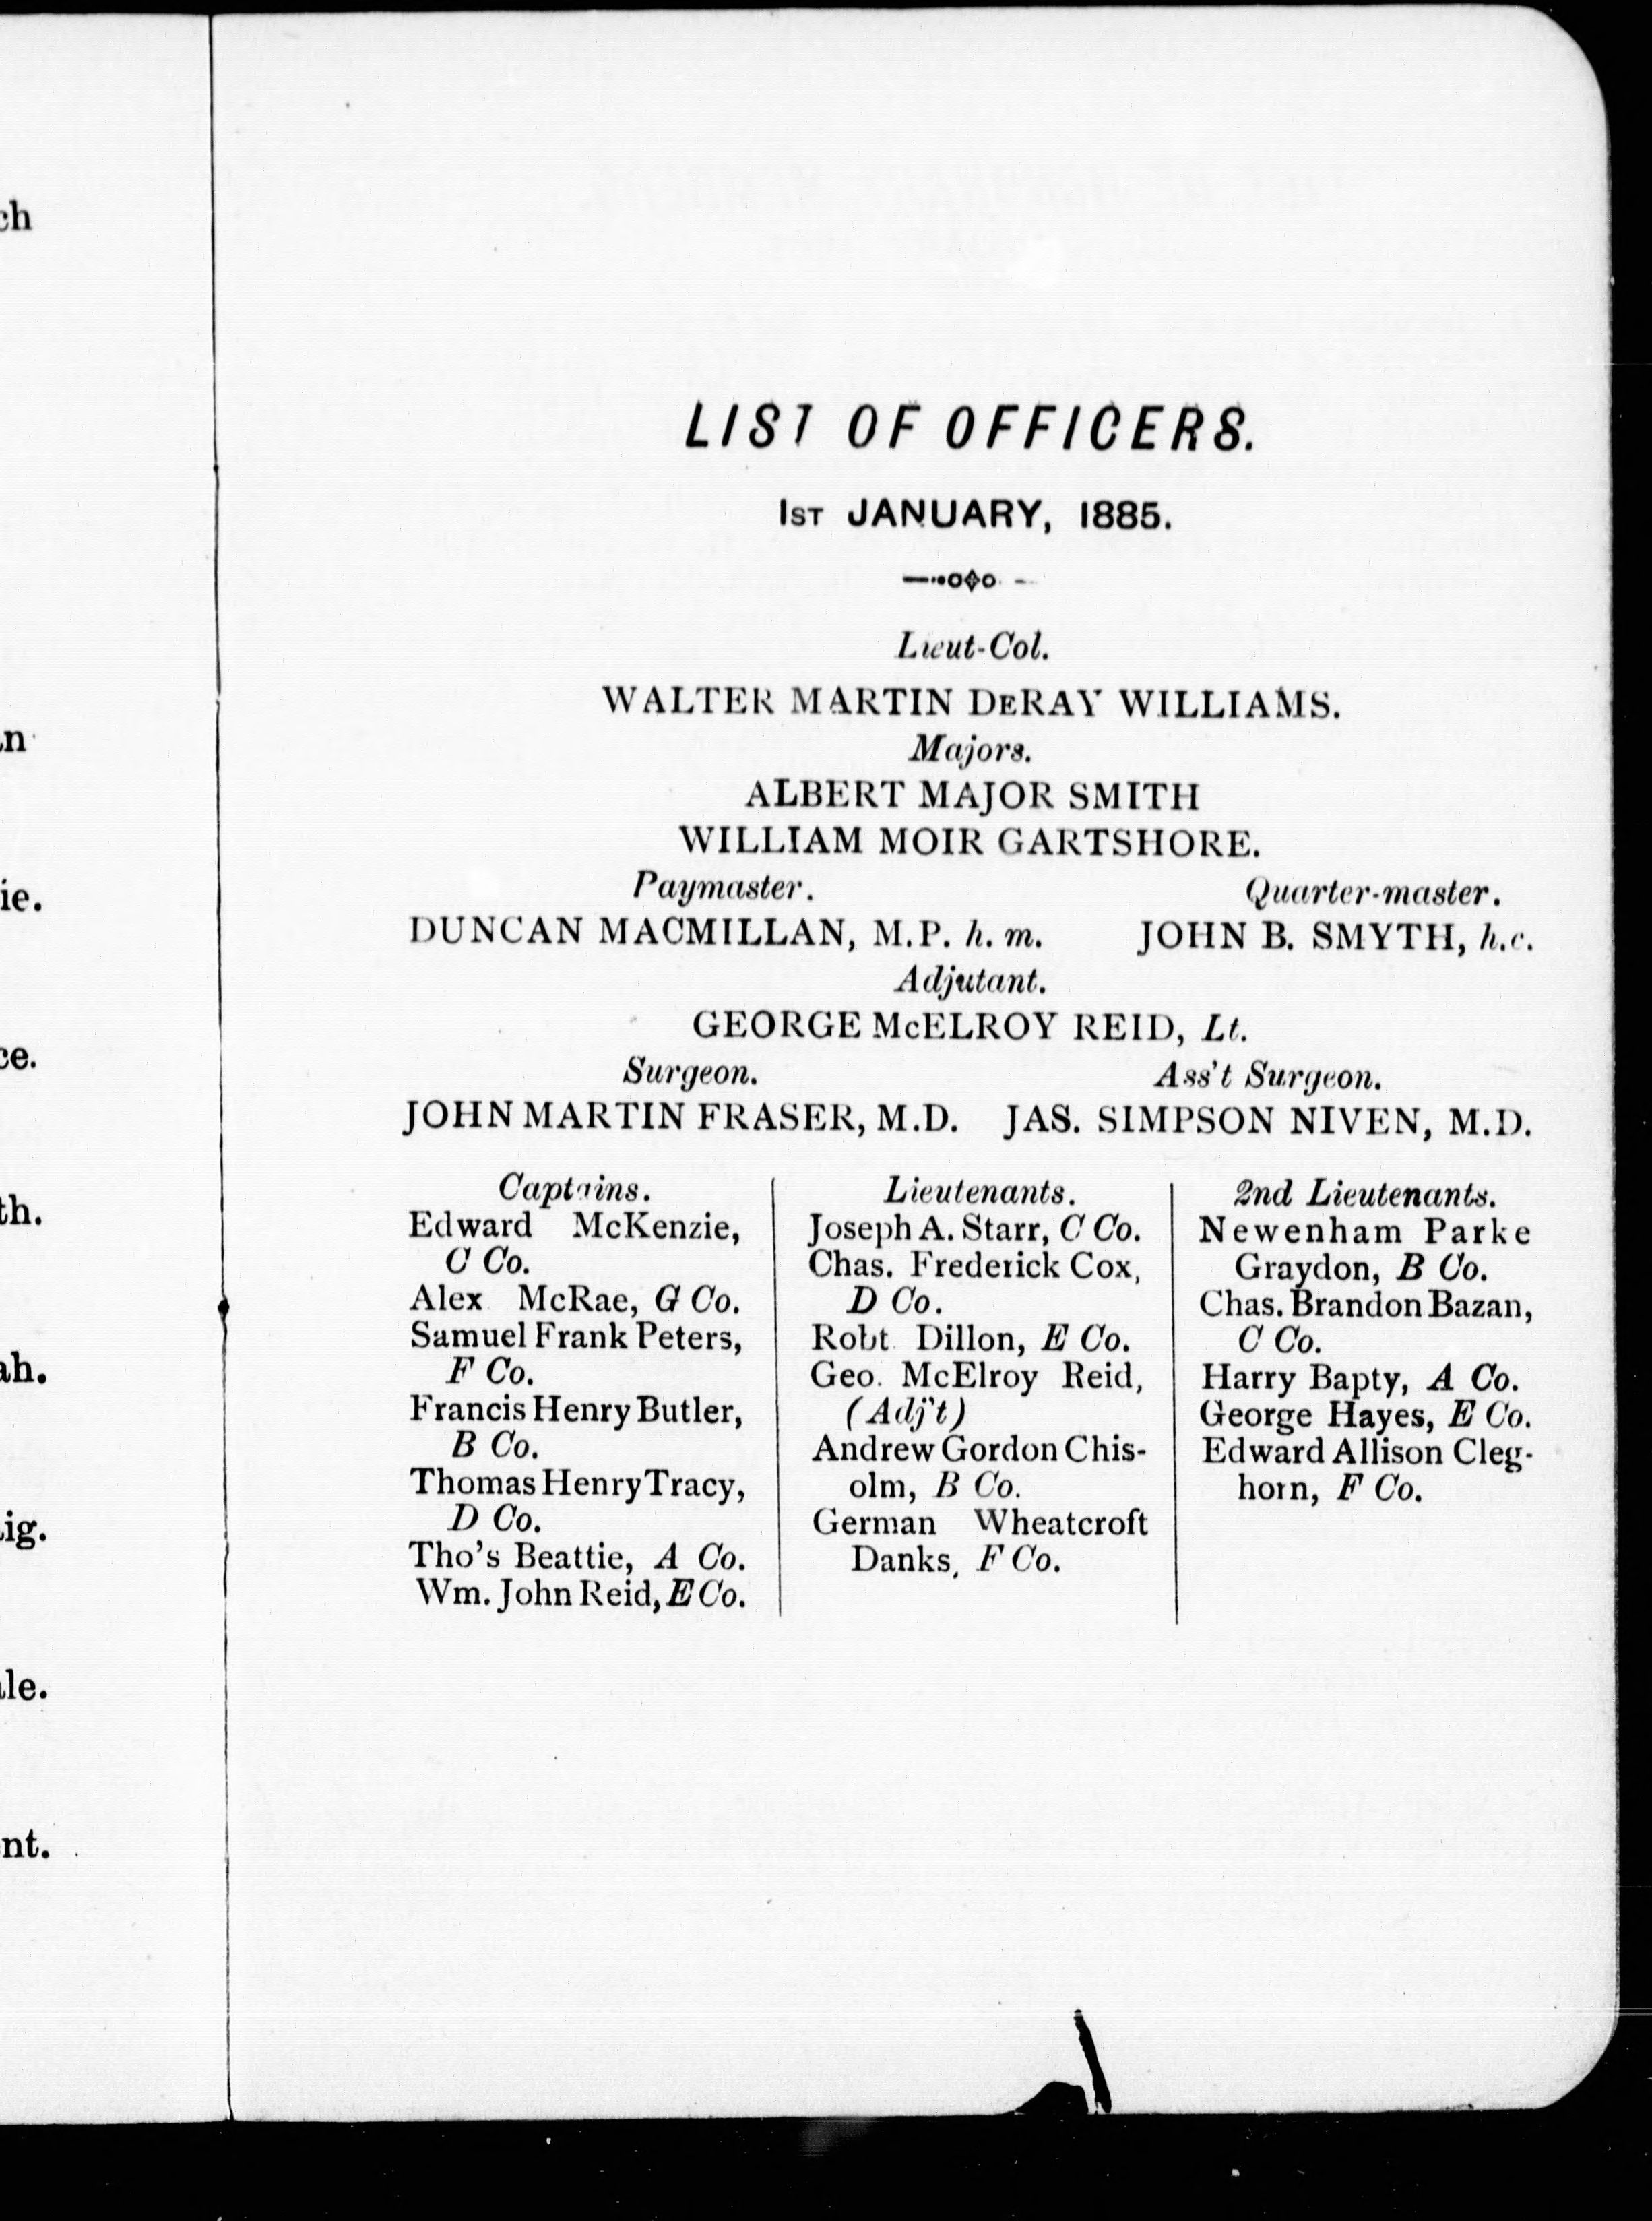 ch
n
ie.
ce.
th.
ah.
ig.
le.
nt.
LIST OF OFFICERS.
1ST JANUARY, 1885.
Lieut-Col.
WALTER MARTIN DERAY WILLIAMS.
Majors.
ALBERT MAJOR SMITH
WILLIAM MOIR GARTSHORE.
Paymaster. Quarter-master.
DUNCAN MACMILLAN, M.P. h. m. JOHN B. SMYTH, h.c.
Adjutant.
GEORGE McELROY REID, Lt.
Surgeon. Ass't Surgeon.
JOHN MARTIN FRASER, M.D. JAS. SIMPSON NIVEN, M.D.
Captains.
Edward McKenzie,
C Co.
Alex McRae, G Co.
Samuel Frank Peters,
F Co.
Francis Henry Butler,
B Co.
Thomas Henry Tracy,
D Co.
Tho's Beattie, A Co.
Wm. John Reid, E Co.
Lieutenants.
Joseph A. Starr, C Co.
Chas. Frederick Cox,
D Co.
Robt Dillon, E Co.
Geo. McElroy Reid,
(Adj't)
Andrew Gordon Chis-
olm, B Co.
German Wheatcroft
Danks, F Co.
2nd Lieutenants.
Newenham Parke
Graydon, B Co.
Chas. Brandon Bazan,
C Co.
Harry Bapty, A Co.
George Hayes, E Co.
Edward Allison Cleg-
horn, F Co.